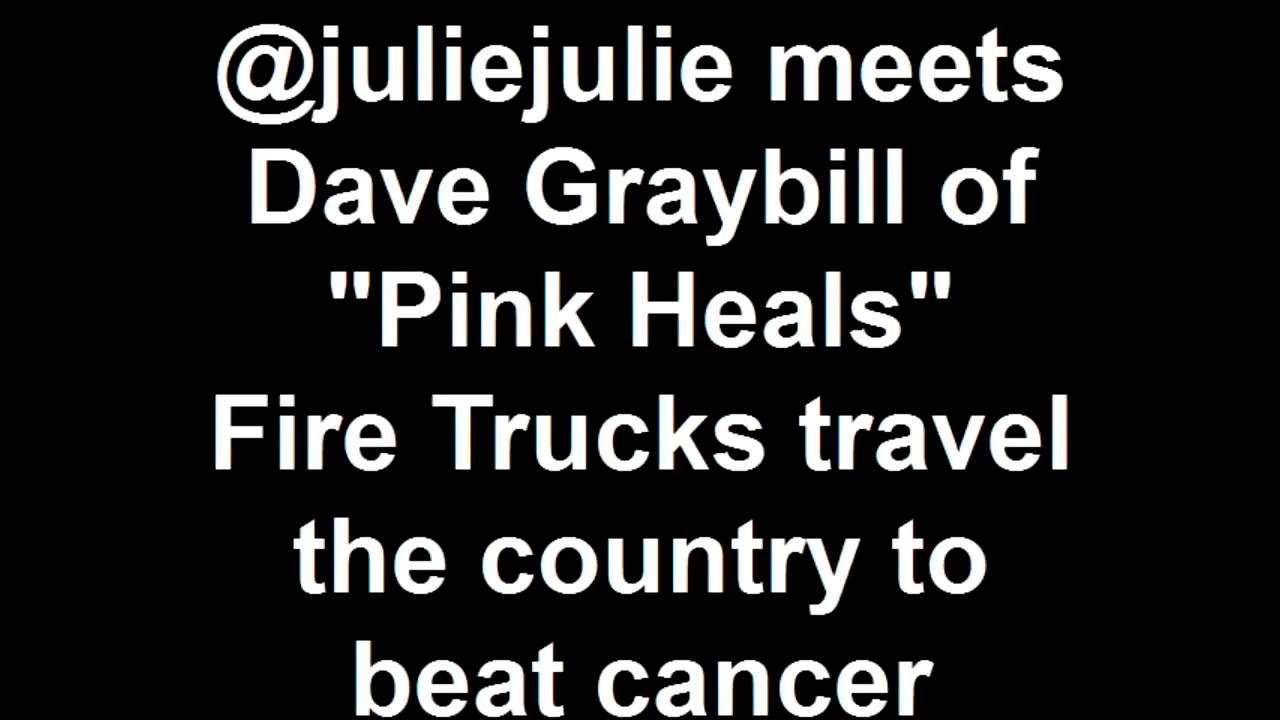 @juliejulie meets
Dave Graybill of
"Pink Heals"
Fire Trucks travel
the country to
beat cancer